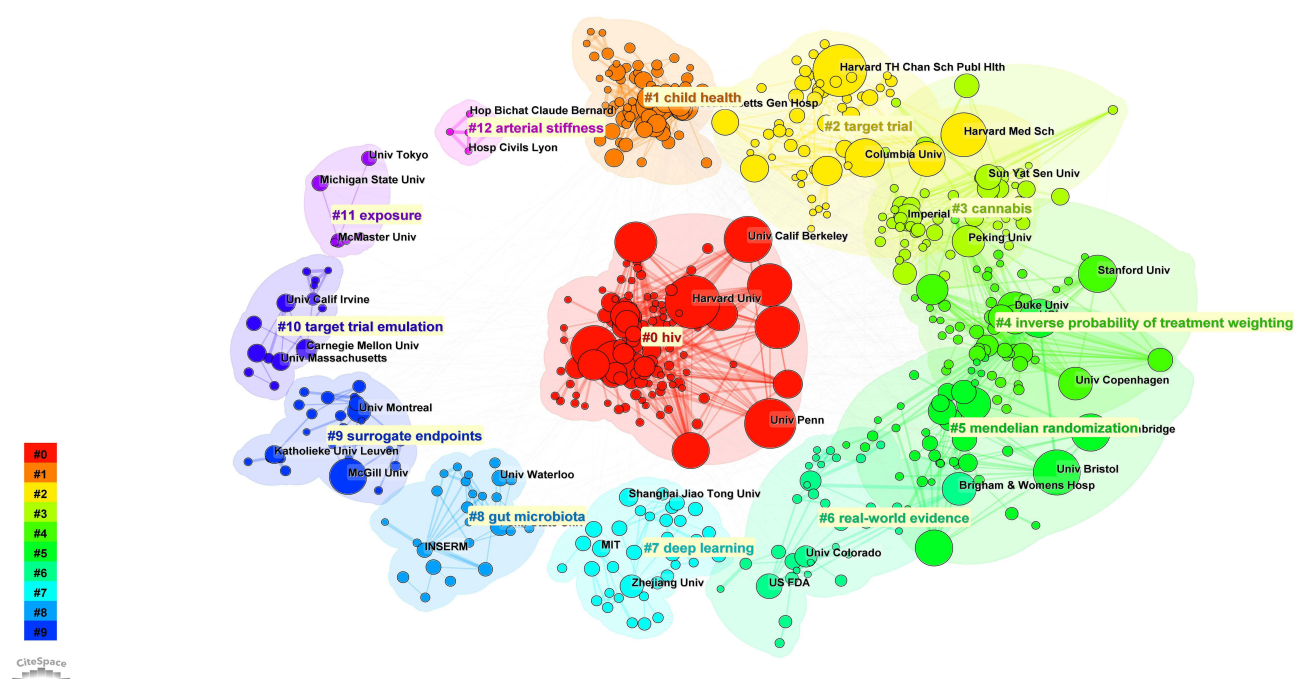 Harvard TH Chan Sch Publ Hlth
#1 child health
etts Gen Hosp
Hop Bichat Claude Bernard
#12 arterial stiffness
#2 target trial
Harvard Med Sch
Hosp Civils Lyon
Univ Tokyo
Columbia Univ
Michigan State Univ
Sun Yat Sen Univ
#11 exposure
Imperial
#3 cannabis
McMaster Univ
Univ Calif Berkeley
Peking Univ
Stanford Univ
Univ Calif Irvine
Harvard Univ
Duke Univ
#10 target trial emulation
#4 inverse probability of treatment weighting
#0 hiv
Carnegie Mellon Univ
Univ Massachusetts
Univ Copenhagen
Univ Montreal
Univ Penn
#9 surrogate endpoints
#5 mendelian randomization
bridge
Katholieke Univ Leuven
McGill Univ
Univ Waterloo
Univ Bristol
Brigham & Womens Hosp
Shanghai Jiao Tong Univ
#8 gut microbiota
#6 real-world evidence
INSERM
MIT
#7 deep learning
Univ Colorado
Zhejiang Univ
US FDA
#0
#1
#2
#3
#4
#5
#6
#7
#8
#9
CiteSpace